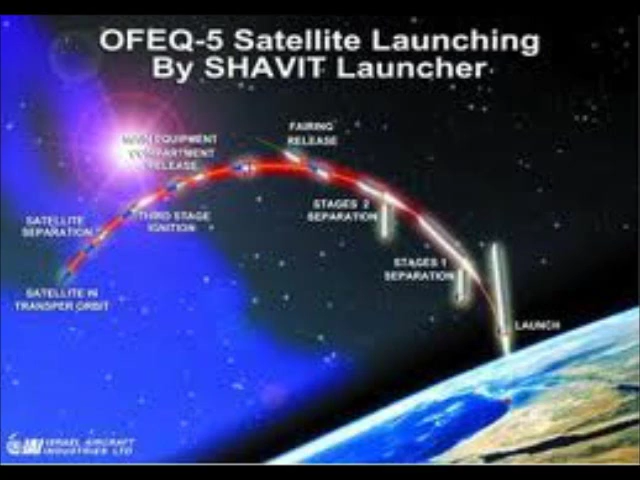 OFEQ-5 Satellite Launching
By SHAVIT Launcher
FAIRING
RELEASE
MAIN EQUIPMENT
COMPARTMENT
RELEASE
STAGES 2
SEPARATION
THIRD STAGE
IGNITION
SATELLITE
SEPARATION
STAGES 1
SEPARATION
SATELLITE IN
TRANSFER ORBIT
LAUNCH
ISRAEL AIRCRAFT
INDUSTRIES LTD